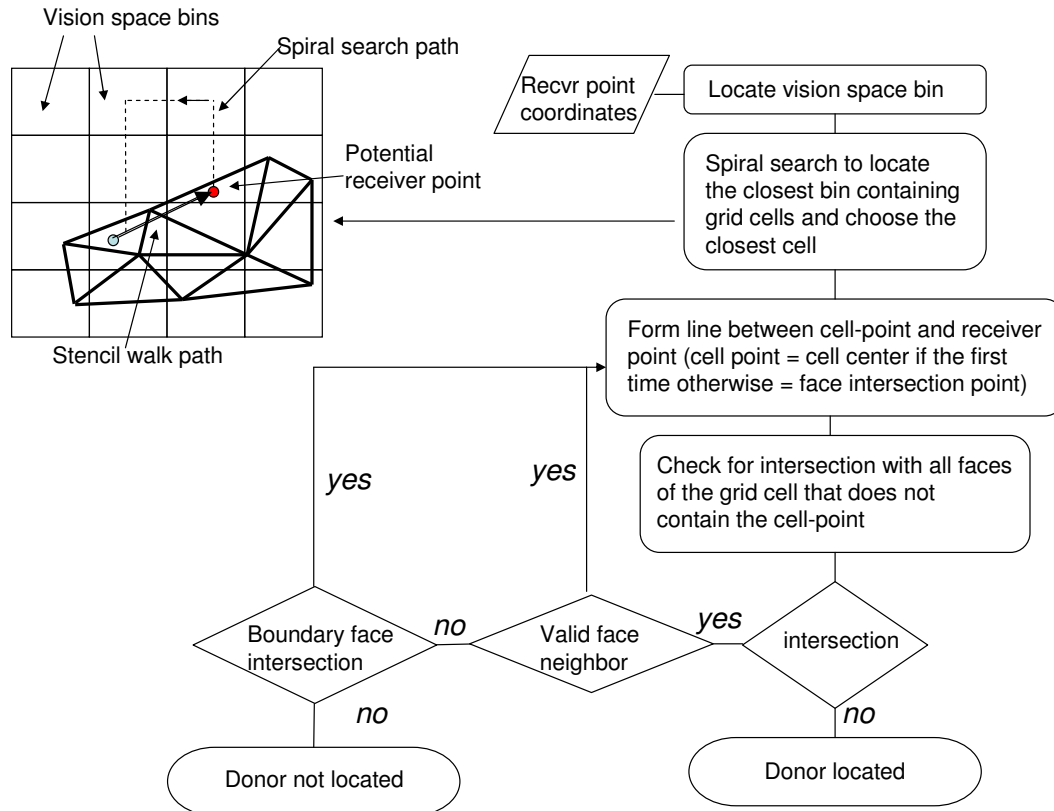 Vision space bins
Spiral search path
Potential
receiver point
Stencil walk path
Recvr point
coordinates
Locate vision space bin
Spiral search to locate
the closest bin containing
grid cells and choose the
closest cell
Form line between cell-point and receiver
point (cell point = cell center if the first
time otherwise = face intersection point)
Check for intersection with all faces
of the grid cell that does not
contain the cell-point
yes
yes
Boundary face
intersection
no
Valid face
neighbor
yes
intersection
no
no
Donor not located
Donor located